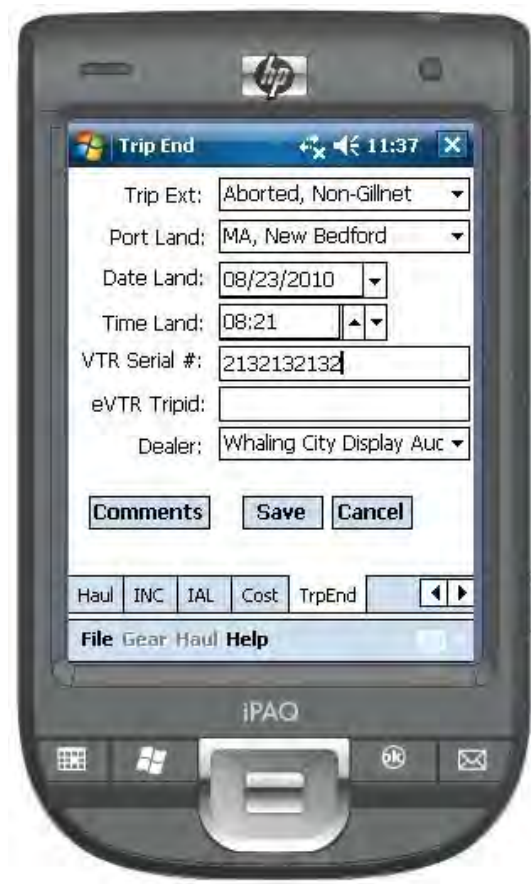 hp
Trip End 11:37
Trip Ext: Aborted, Non-Gillnet
Port Land: MA, New Bedford
Date Land: 08/23/2010
Time Land: 08:21
VTR Serial #: 2132132132
eVTR Tripid:
Dealer: Whaling City Display Auc
Comments Save Cancel
Haul INC IAL Cost TrpEnd
File Gear Haul Help
iPAQ
ok